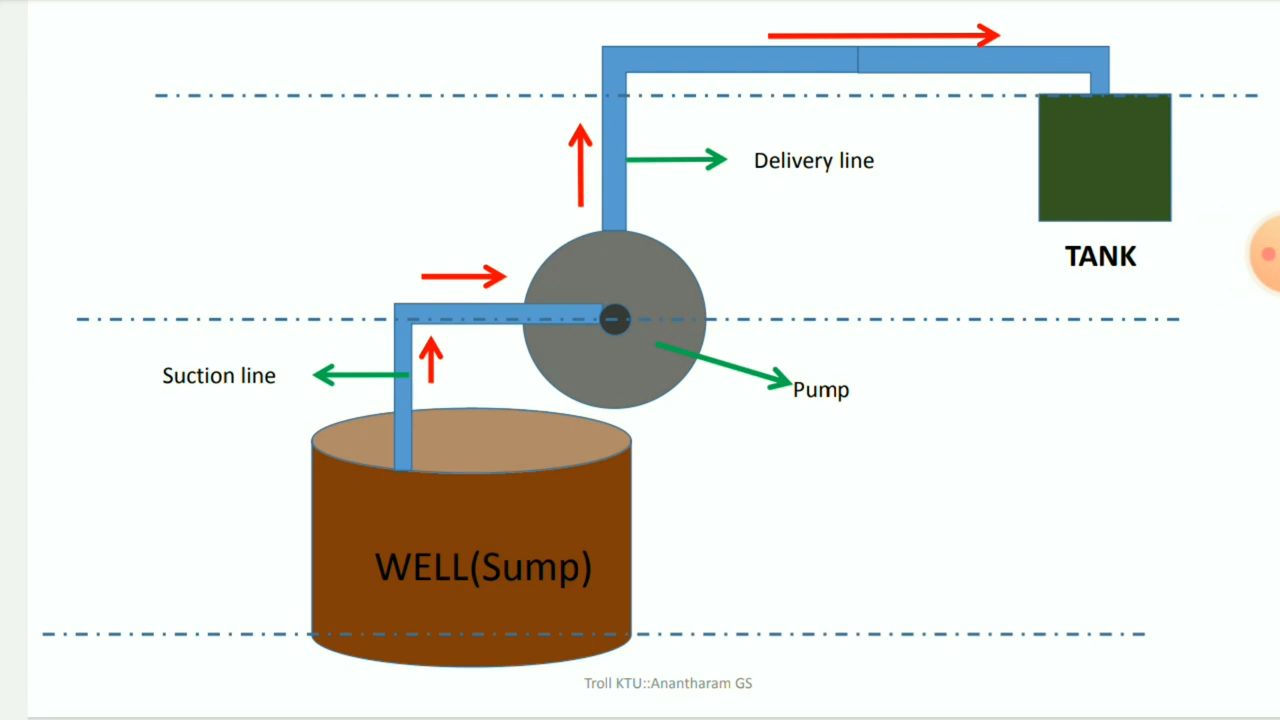 Delivery line
TANK
Suction line
Pump
WELL(Sump)
Troll KTU::Anantharam GS